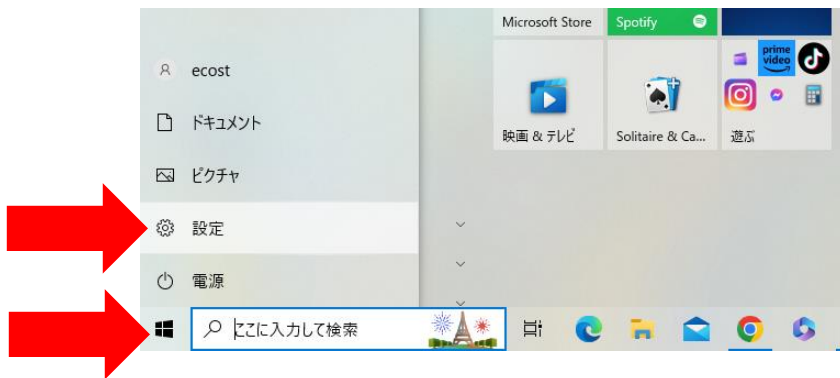 Microsoft Store
Spotify
prime
video
ecost
ドキュメント
映画 & テレビ
Solitaire & Ca...
遊ぶ
ピクチャ
設定
電源
ここに入力して検索